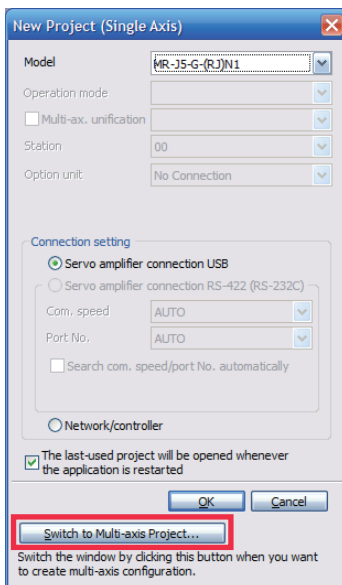 New Project (Single Axis)
Model MR-J5-G-(RJ)N1
Operation mode
Multi-ax. unification
Station 00
Option unit No Connection
Connection setting
Servo amplifier connection USB
Servo amplifier connection RS-422 (RS-232C)
Com. speed AUTO
Port No. AUTO
Search com. speed/port No. automatically
Network/controller
The last-used project will be opened whenever
the application is restarted
OK Cancel
Switch to Multi-axis Project...
Switch the window by clicking this button when you want
to create multi-axis configuration.